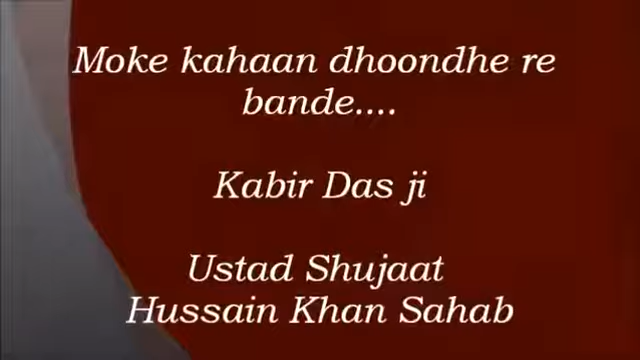 Moke kahaan dhoondhe re
bande....
Kabir Das ji
Ustad Shujaat
Hussain Khan Sahab